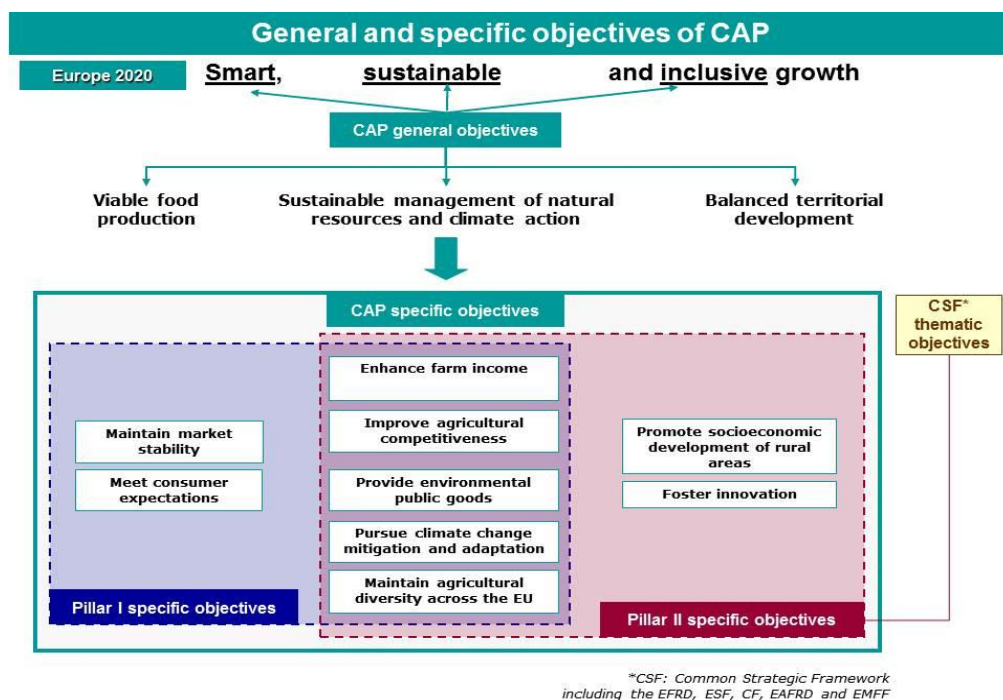 General and specific objectives of CAP
Europe 2020
Smart, sustainable and inclusive growth
CAP general objectives
Viable food
production
Sustainable management of natural
resources and climate action
Balanced territorial
development
CAP specific objectives
CSF*
thematic
objectives
Enhance farm income
Improve agricultural
competitiveness
Maintain market
stability
Promote socioeconomic
development of rural
areas
Meet consumer
expectations
Provide environmental
public goods
Foster innovation
Pursue climate change
mitigation and adaptation
Maintain agricultural
diversity across the EU
Pillar I specific objectives
Pillar II specific objectives
*CSF: Common Strategic Framework
including the EFRD, ESF, CF, EAFRD and EMFF